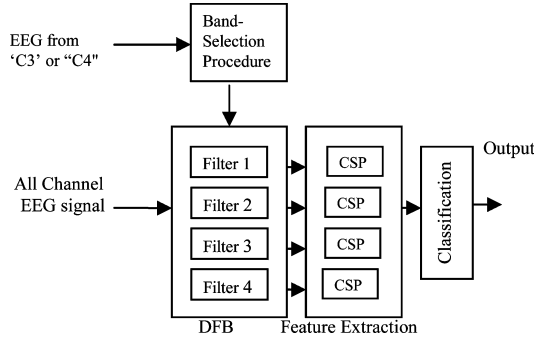 EEG from
‘C3’ or “C4"
Band-
Selection
Procedure
All Channel
EEG signal
Filter 1
Filter 2
Filter 3
Filter 4
DFB
CSP
CSP
CSP
CSP
Feature Extraction
Classification
Output